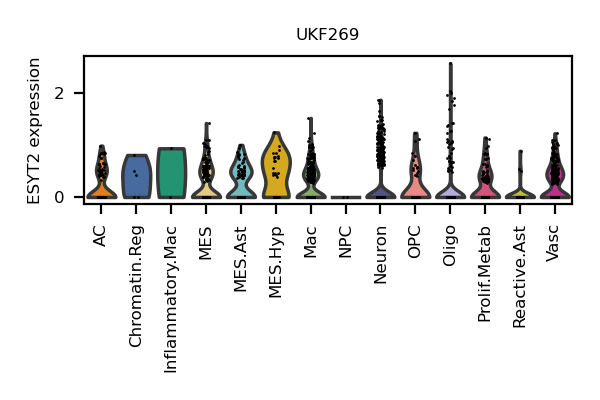 UKF269
ESYT2 expression
2
0
AC
Chromatin.Reg
Inflammatory.Mac
MES
MES.Ast
MES.Hyp
Mac
NPC
Neuron
OPC
Oligo
Prolif.Metab
Reactive.Ast
Vasc